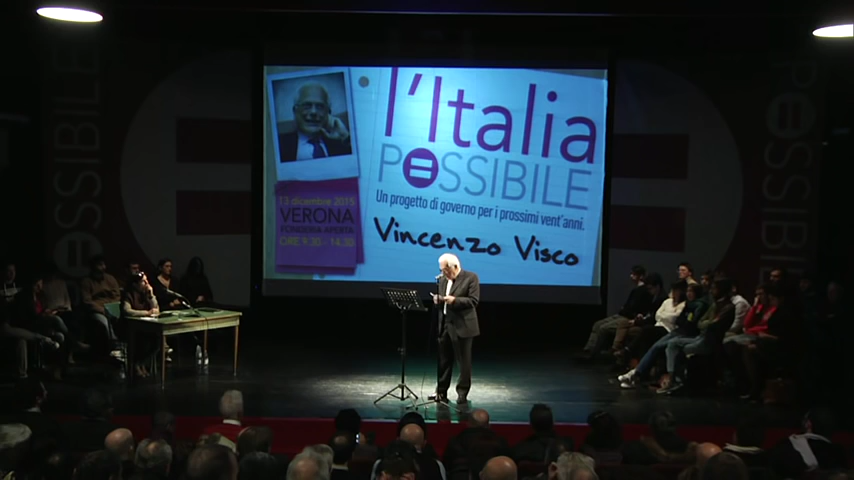 l'Italia
POSSIBILE
Un progetto di governo per i prossimi vent'anni.
Vincenzo Visco
13 dicembre 2015
VERONA
FONDERIA APERTA
ORE 9.30 - 14.30
POSSIBILE
POSSIBILE